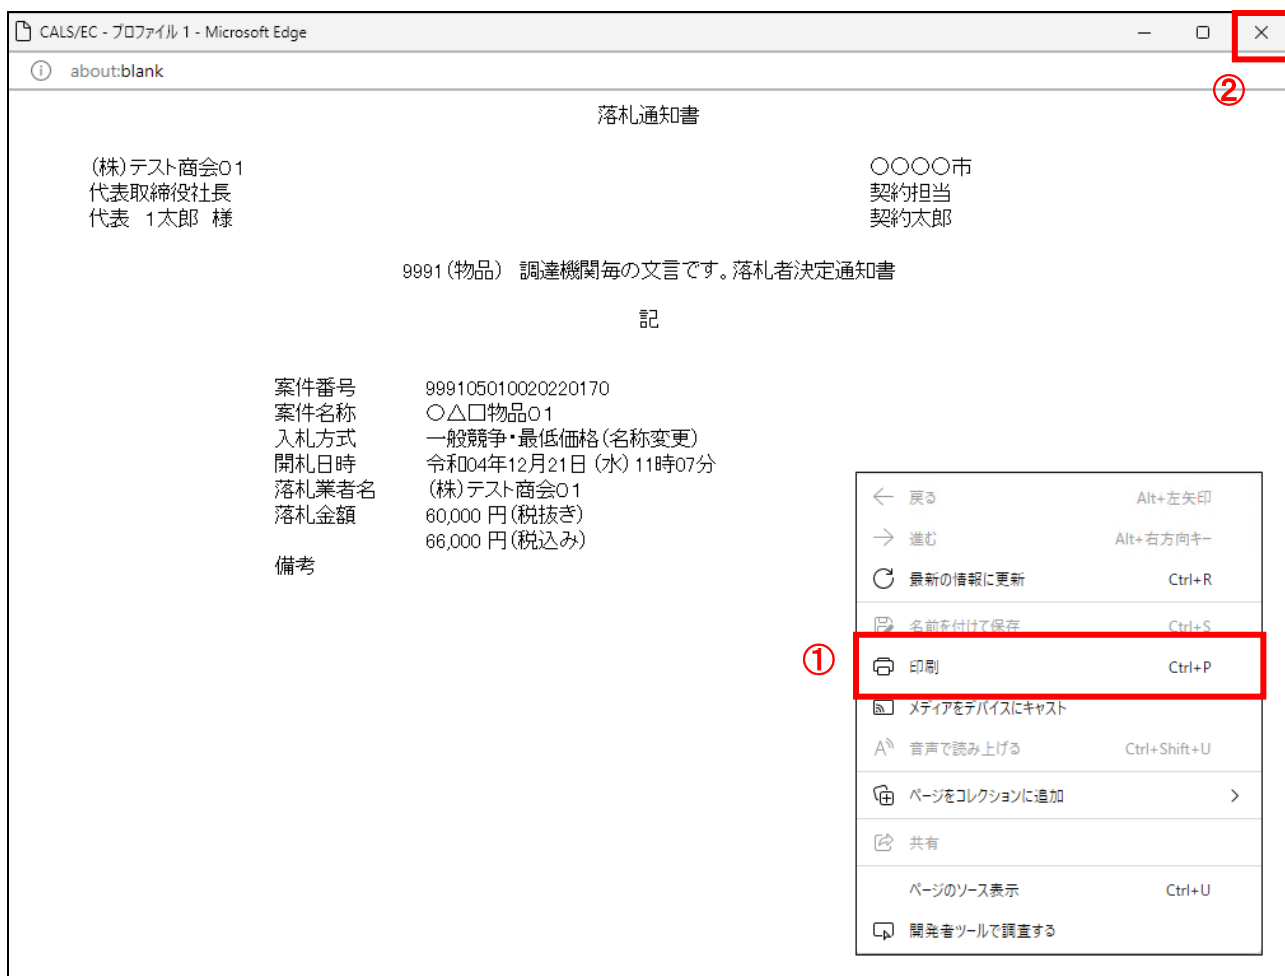 CALS/EC - プロファイル 1 - Microsoft Edge
about:blank
②
落札通知書
(株)テスト商会01 〇〇〇〇市
代表取締役社長 契約担当
代表 1太郎 様 契約太郎
9991(物品) 調達機関毎の文言です。落札者決定通知書
記
案件番号 999105010020220170
案件名称 〇△□物品01
入札方式 一般競争・最低価格(名称変更)
開札日時 令和04年12月21日(水)11時07分
落札業者名 (株)テスト商会01
落札金額 60,000 円(税抜き)
66,000 円(税込み)
備考
戻る Alt+左矢印
進む Alt+右方向キー
最新の情報に更新 Ctrl+R
名前を付けて保存 Ctrl+S
① 印刷 Ctrl+P
メディアをデバイスにキャスト
音声で読み上げる Ctrl+Shift+U
ページをコレクションに追加
共有
ページのソース表示 Ctrl+U
開発者ツールで調査する